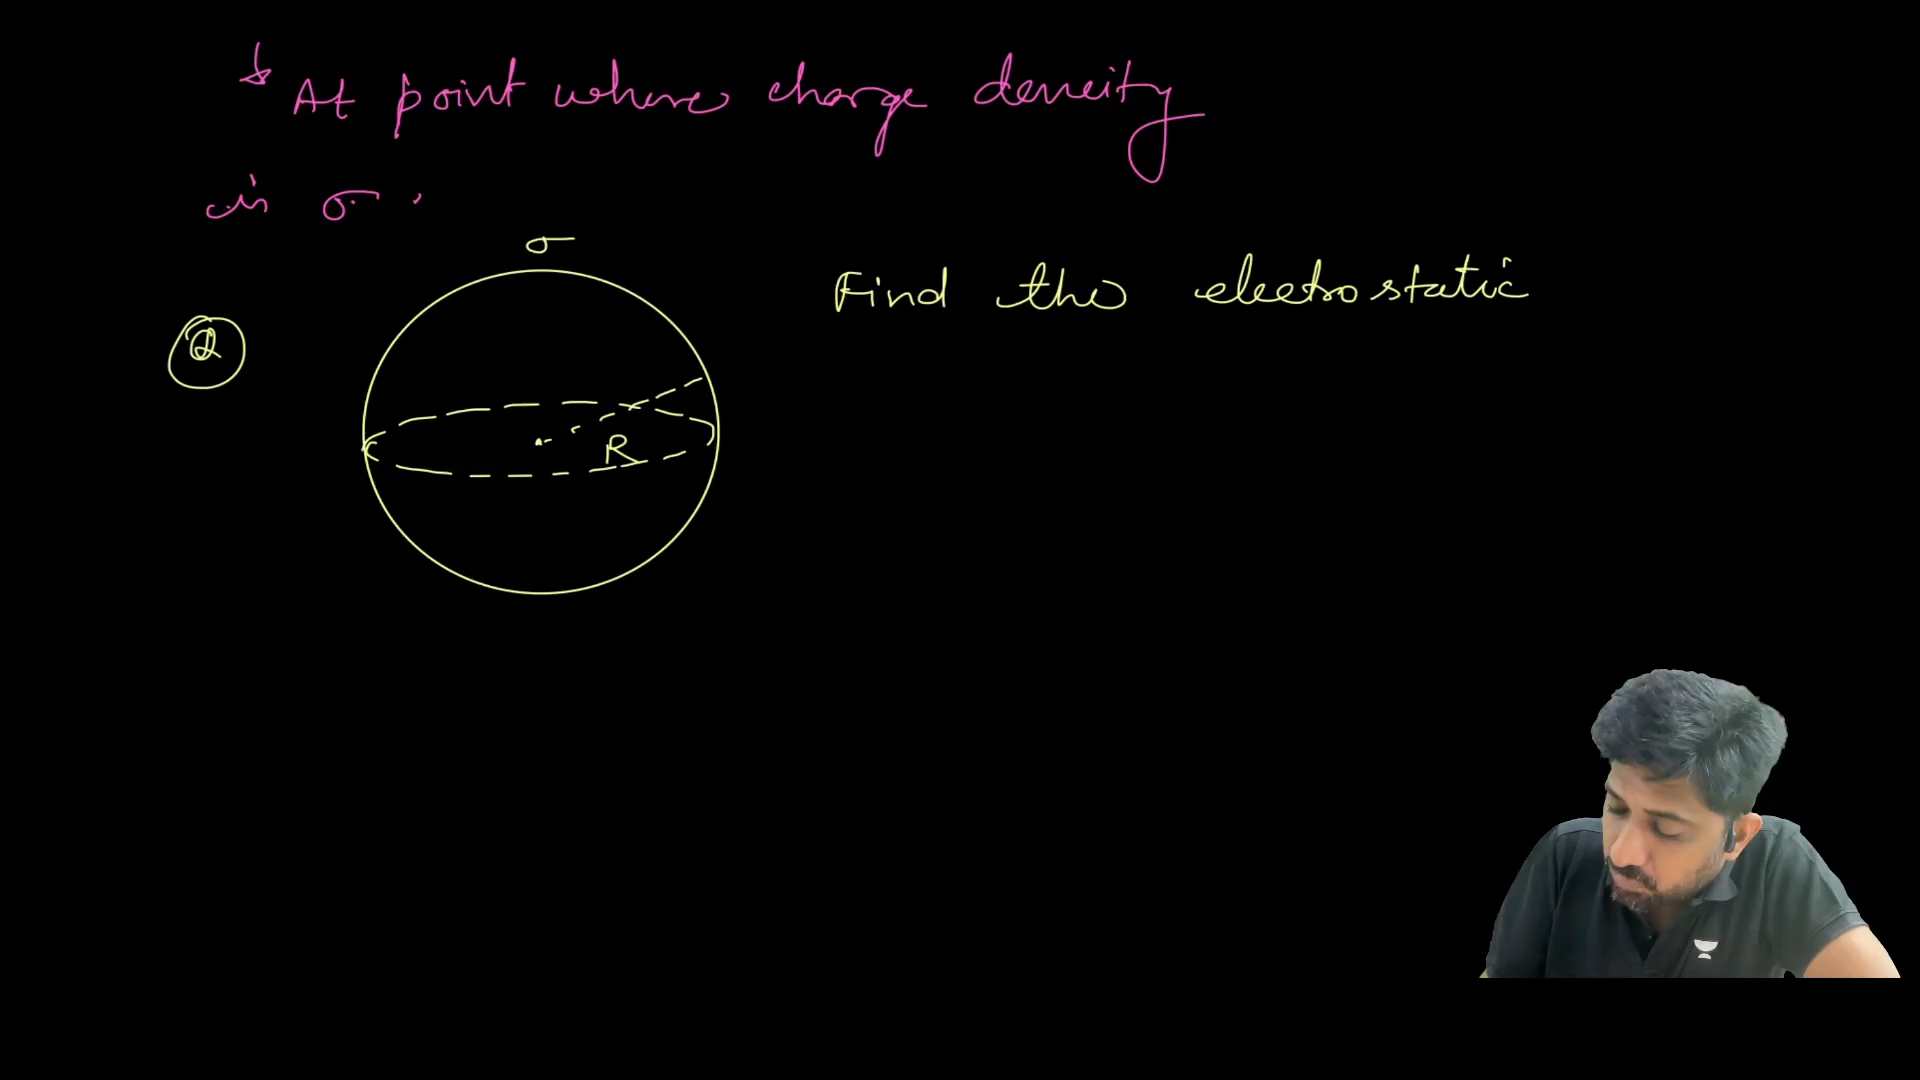 At point where charge density
is σ.
σ
Q
Find the electrostatic
R